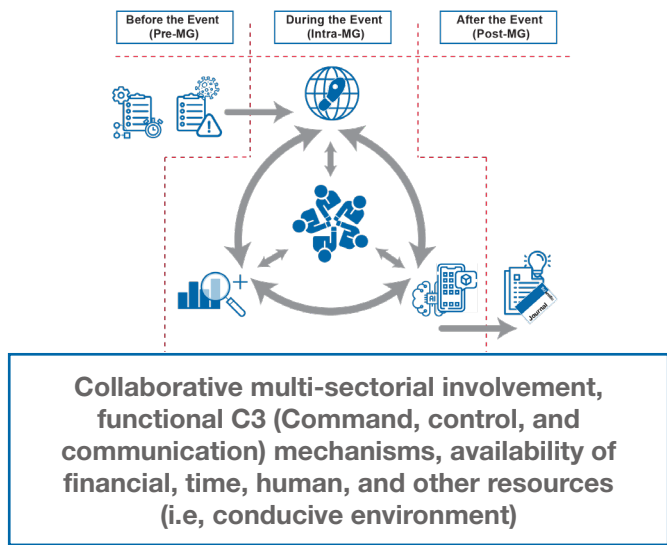 Before the Event
(Pre-MG)
During the Event
(Intra-MG)
After the Event
(Post-MG)
AI
Journal
Collaborative multi-sectorial involvement,
functional C3 (Command, control, and
communication) mechanisms, availability of
financial, time, human, and other resources
(i.e, conducive environment)